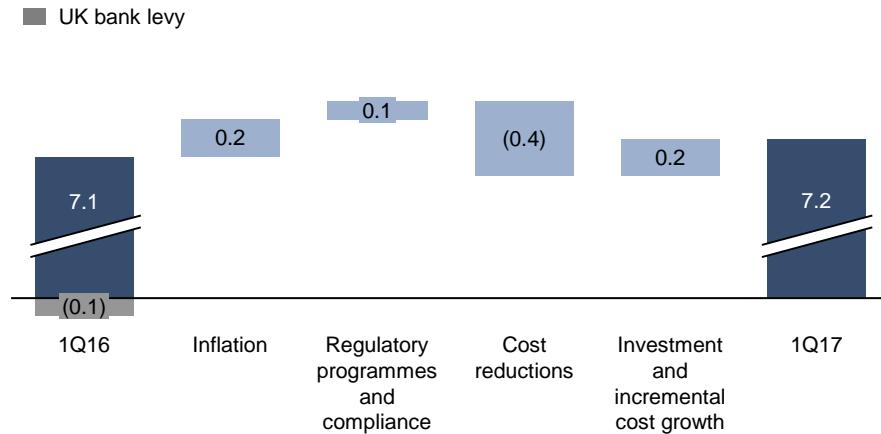 UK bank levy
0.1
0.2
(0.4)
0.2
7.1
7.2
(0.1)
1Q16
Inflation
Regulatory
programmes
and
compliance
Cost
reductions
Investment
and
incremental
cost growth
1Q17